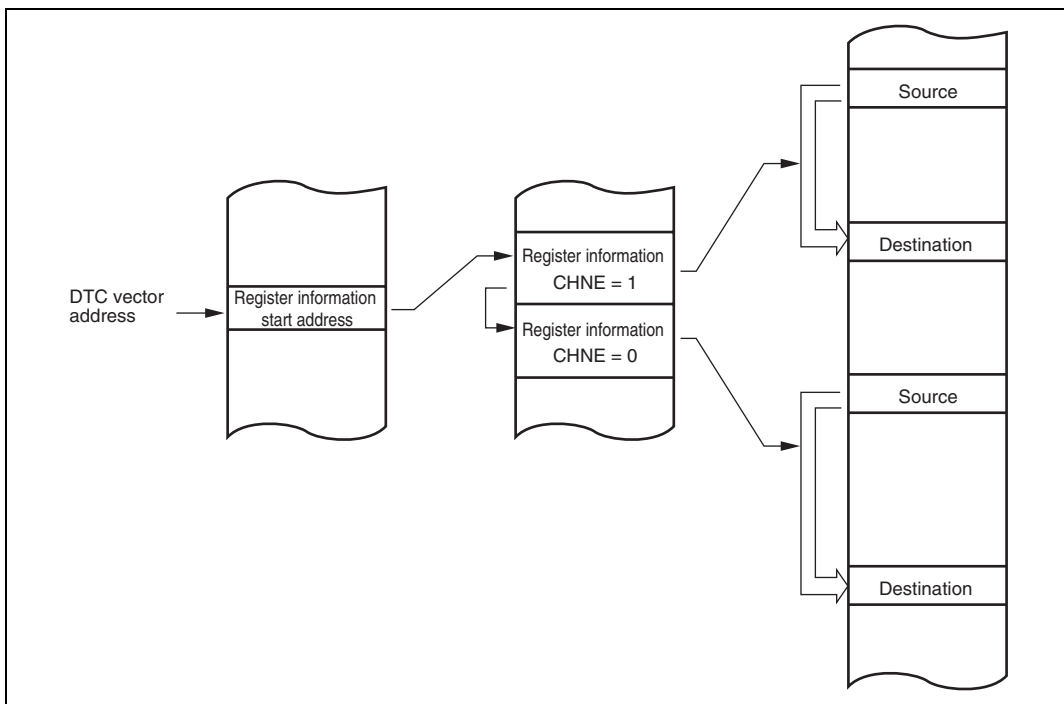 DTC vector
address
Register information
start address
Register information
CHNE = 1
Register information
CHNE = 0
Source
Destination
Source
Destination